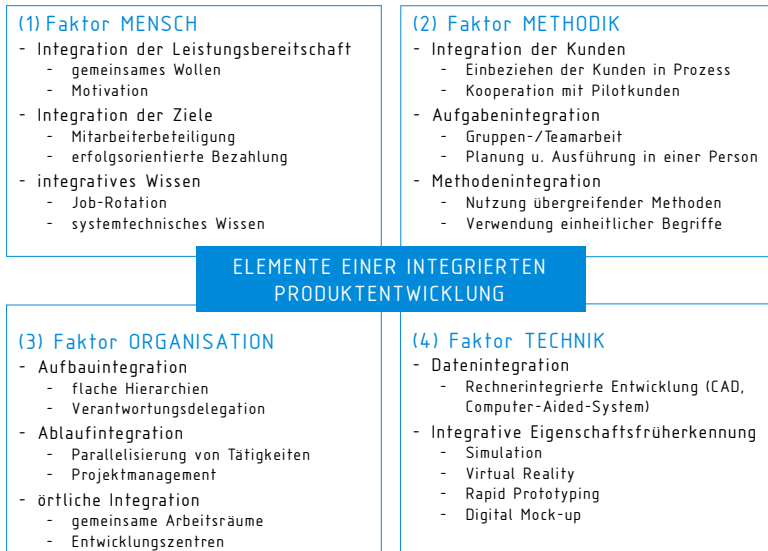 (1) Faktor MENSCH
- Integration der Leistungsbereitschaft
- gemeinsames Wollen
- Motivation
- Integration der Ziele
- Mitarbeiterbeteiligung
- erfolgsorientierte Bezahlung
- integratives Wissen
- Job-Rotation
- systemtechnisches Wissen
(2) Faktor METHODIK
- Integration der Kunden
- Einbeziehen der Kunden in Prozess
- Kooperation mit Pilotkunden
- Aufgabenintegration
- Gruppen-/Teamarbeit
- Planung u. Ausführung in einer Person
- Methodenintegration
- Nutzung übergreifender Methoden
- Verwendung einheitlicher Begriffe
ELEMENTE EINER INTEGRIERTEN
PRODUKTENTWICKLUNG
(3) Faktor ORGANISATION
- Aufbauintegration
- flache Hierarchien
- Verantwortungsdelegation
- Ablaufintegration
- Parallelisierung von Tätigkeiten
- Projektmanagement
- örtliche Integration
- gemeinsame Arbeitsräume
- Entwicklungszentren
(4) Faktor TECHNIK
- Datenintegration
- Rechnerintegrierte Entwicklung (CAD,
Computer-Aided-System)
- Integrative Eigenschaftsfrüherkennung
- Simulation
- Virtual Reality
- Rapid Prototyping
- Digital Mock-up